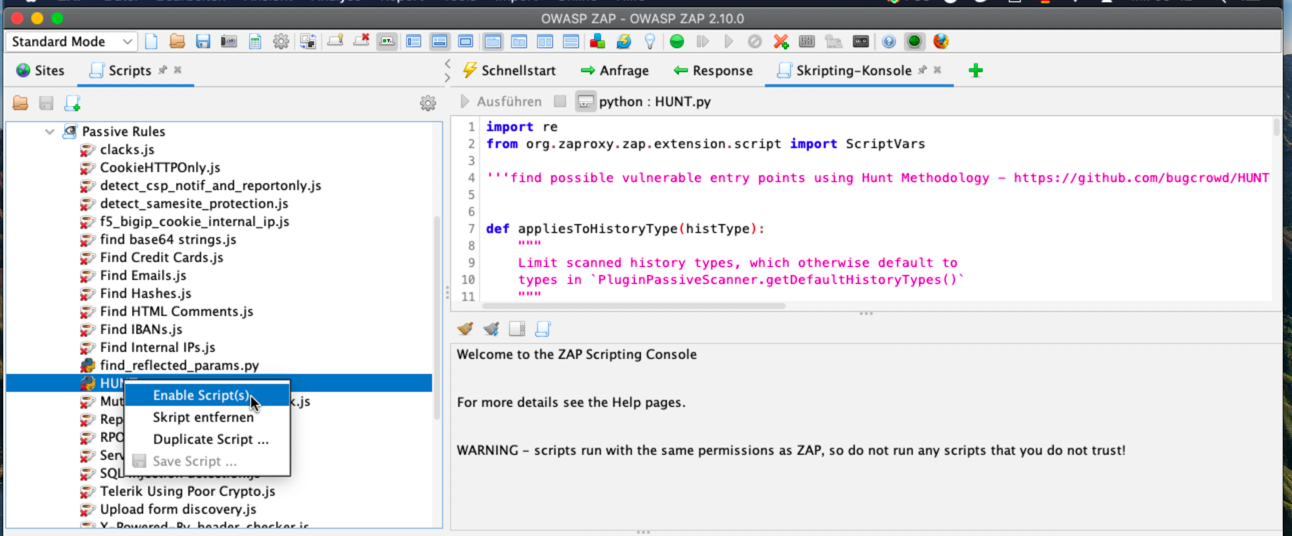 OWASP ZAP - OWASP ZAP 2.10.0
Standard Mode
Sites
Scripts
Schnellstart
Anfrage
Response
Skripting-Konsole
Ausführen
python : HUNT.py
Passive Rules
clacks.js
CookieHTTPOnly.js
detect_csp_notif_and_reportonly.js
detect_samesite_protection.js
f5_bigip_cookie_internal_ip.js
find base64 strings.js
Find Credit Cards.js
Find Emails.js
Find Hashes.js
Find HTML Comments.js
Find IBANs.js
Find Internal IPs.js
find_reflected_params.py
HUN
Mut
k.js
Rep
RPO
Serv
Telerik Using Poor Crypto.js
Upload form discovery.js
X-Powered-By_header_checker.js
Enable Script(s)
Skript entfernen
Duplicate Script ...
Save Script ...
1 import re
2 from org.zaproxy.zap.extension.script import ScriptVars
3
4 '''find possible vulnerable entry points using Hunt Methodology - https://github.com/bugcrowd/HUNT
5
6
7 def appliesToHistoryType(histType):
8 """
9 Limit scanned history types, which otherwise default to
10 types in `PluginPassiveScanner.getDefaultHistoryTypes()`
11 """
Welcome to the ZAP Scripting Console
For more details see the Help pages.
WARNING - scripts run with the same permissions as ZAP, so do not run any scripts that you do not trust!